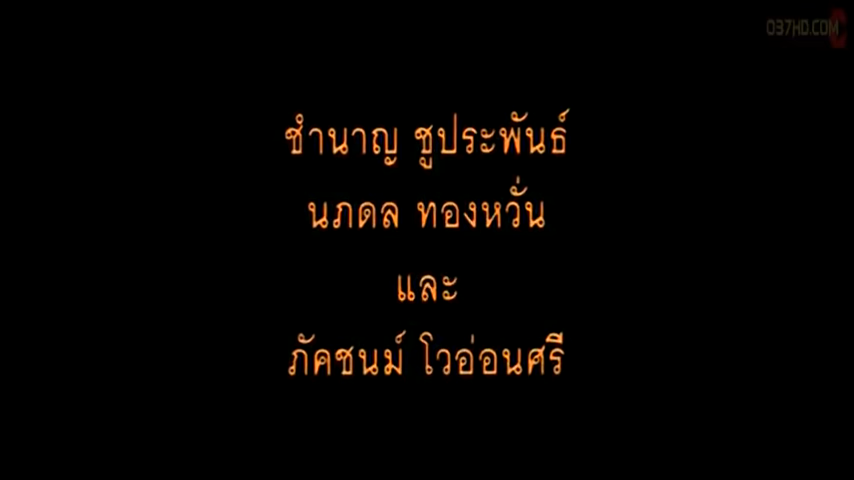 037HD.COM
ชำนาญ ชูประพันธ์
นภดล ทองหวั่น
และ
ภัคชนม์ โวอ่อนศรี